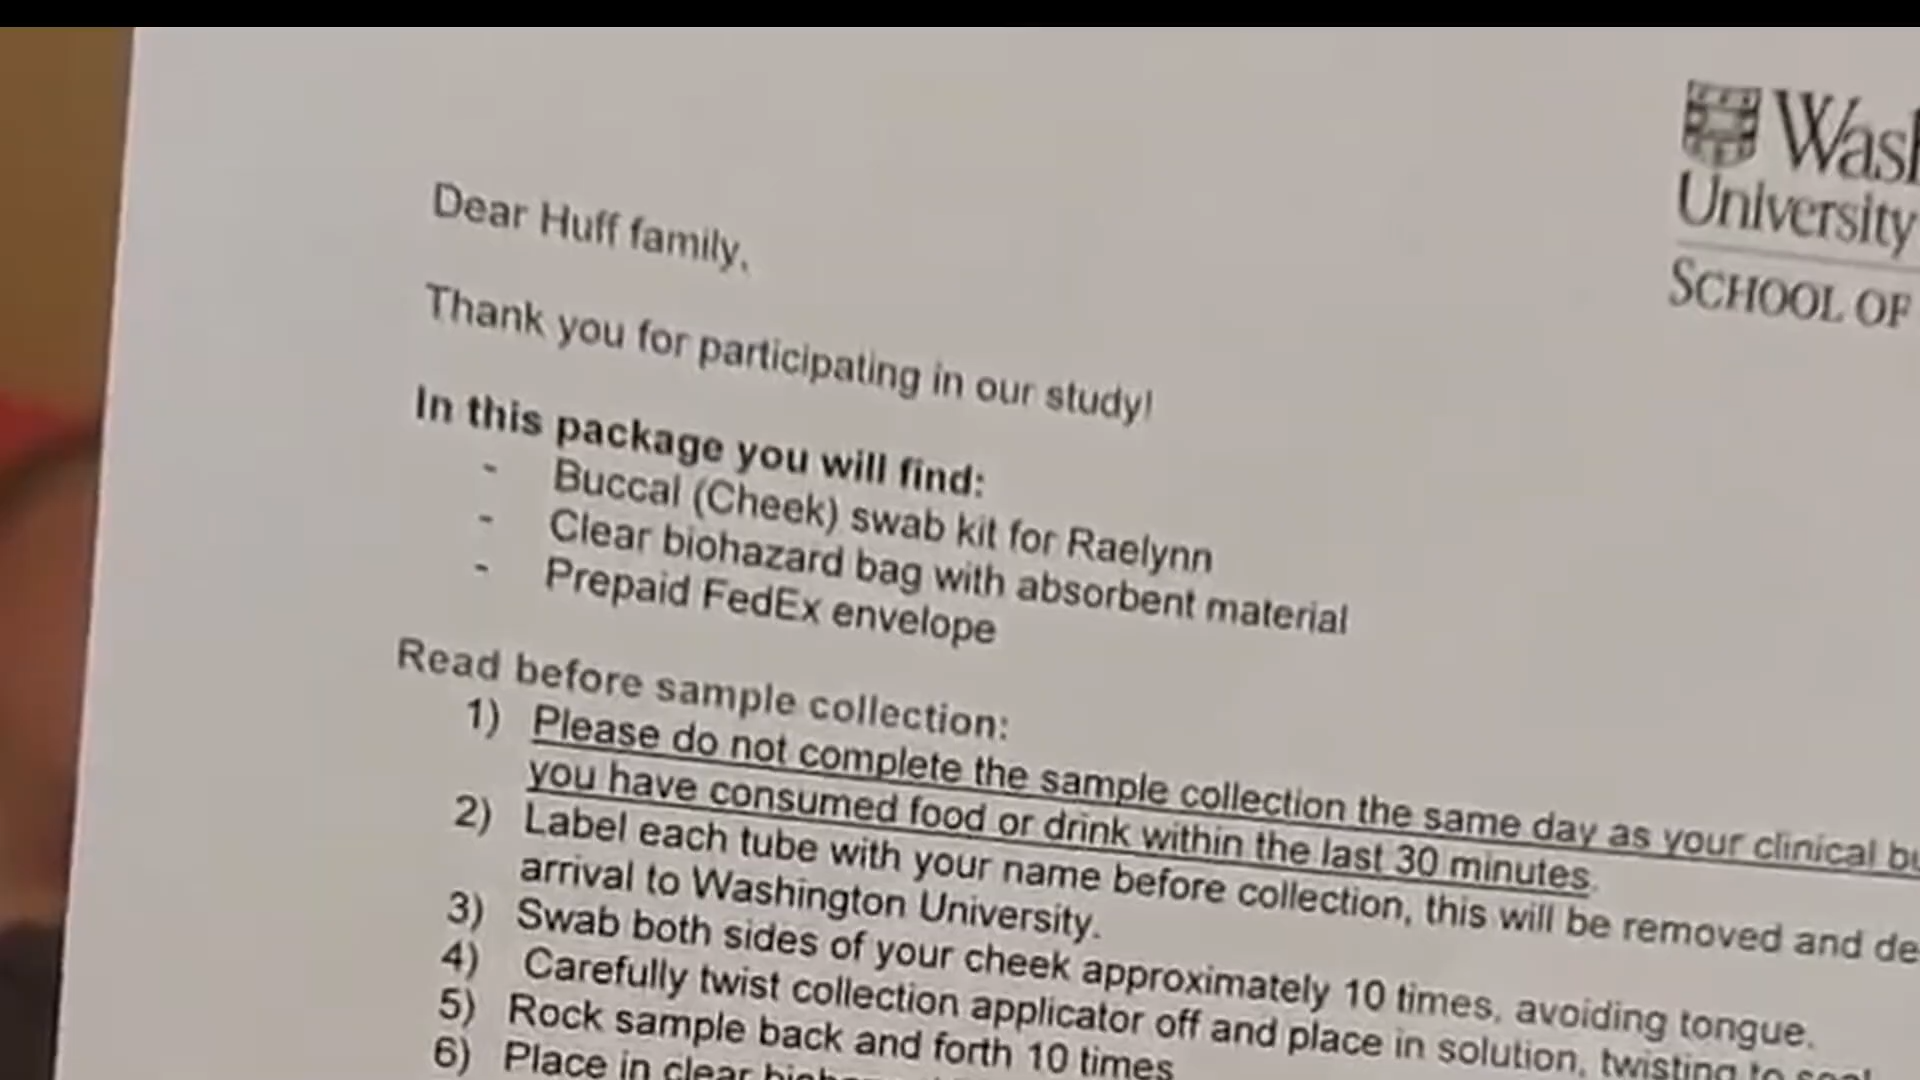 Wash
University
SCHOOL OF
Dear Huff family,
Thank you for participating in our study!
In this package you will find:
- Buccal (Cheek) swab kit for Raelynn
- Clear biohazard bag with absorbent material
- Prepaid FedEx envelope
Read before sample collection:
1) Please do not complete the sample collection the same day as your clinical bu
you have consumed food or drink within the last 30 minutes.
2) Label each tube with your name before collection, this will be removed and de
arrival to Washington University.
3) Swab both sides of your cheek approximately 10 times, avoiding tongue.
4) Carefully twist collection applicator off and place in solution, twisting to seal
5) Rock sample back and forth 10 times
6) Place in clear